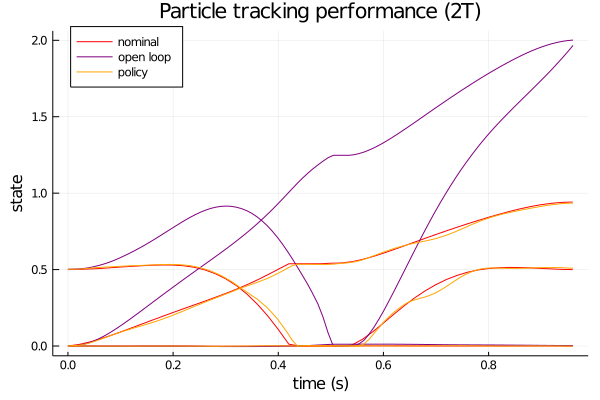 Particle tracking performance (2T)
nominal
open loop
policy
2.0
1.5
1.0
0.5
0.0
state
0.0 0.2 0.4 0.6 0.8
time (s)